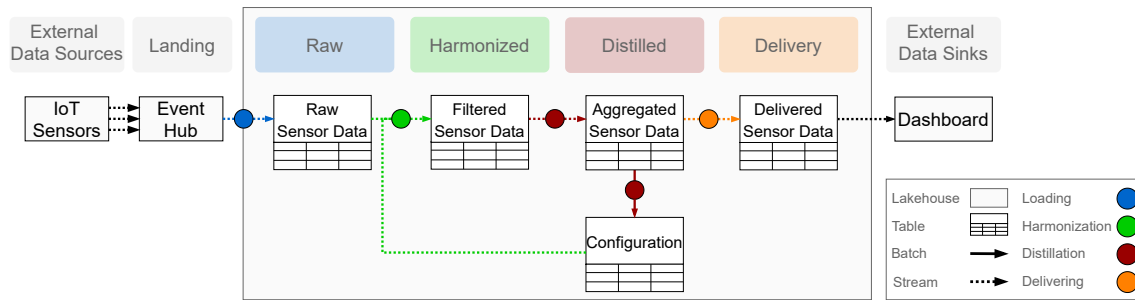 External
Data Sources
Landing
Raw
Harmonized
Distilled
Delivery
External
Data Sinks
IoT
Sensors
Event
Hub
Raw
Sensor Data
Filtered
Sensor Data
Aggregated
Sensor Data
Delivered
Sensor Data
Dashboard
Configuration
Lakehouse
Loading
Table
Harmonization
Batch
Distillation
Stream
Delivering